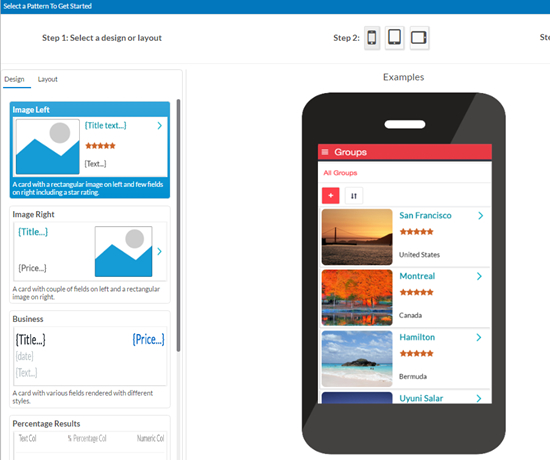 Select a Pattern To Get Started
Step 1: Select a design or layout
Step 2:
Ste
Design Layout
Examples
Image Left
{Title text...}
{Text...}
A card with a rectangular image on left and few fields
on right including a star rating.
Image Right
{Title...}
{Price...}
A card with couple of fields on left and a rectangular
image on right.
Business
{Title...} {Price...}
{date}
{Text...}
A card with various fields rendered with different
styles.
Percentage Results
Text Col % Percentage Col Numeric Col
Groups
All Groups
+
San Francisco
United States
Montreal
Canada
Hamilton
Bermuda
Uyuni Salar